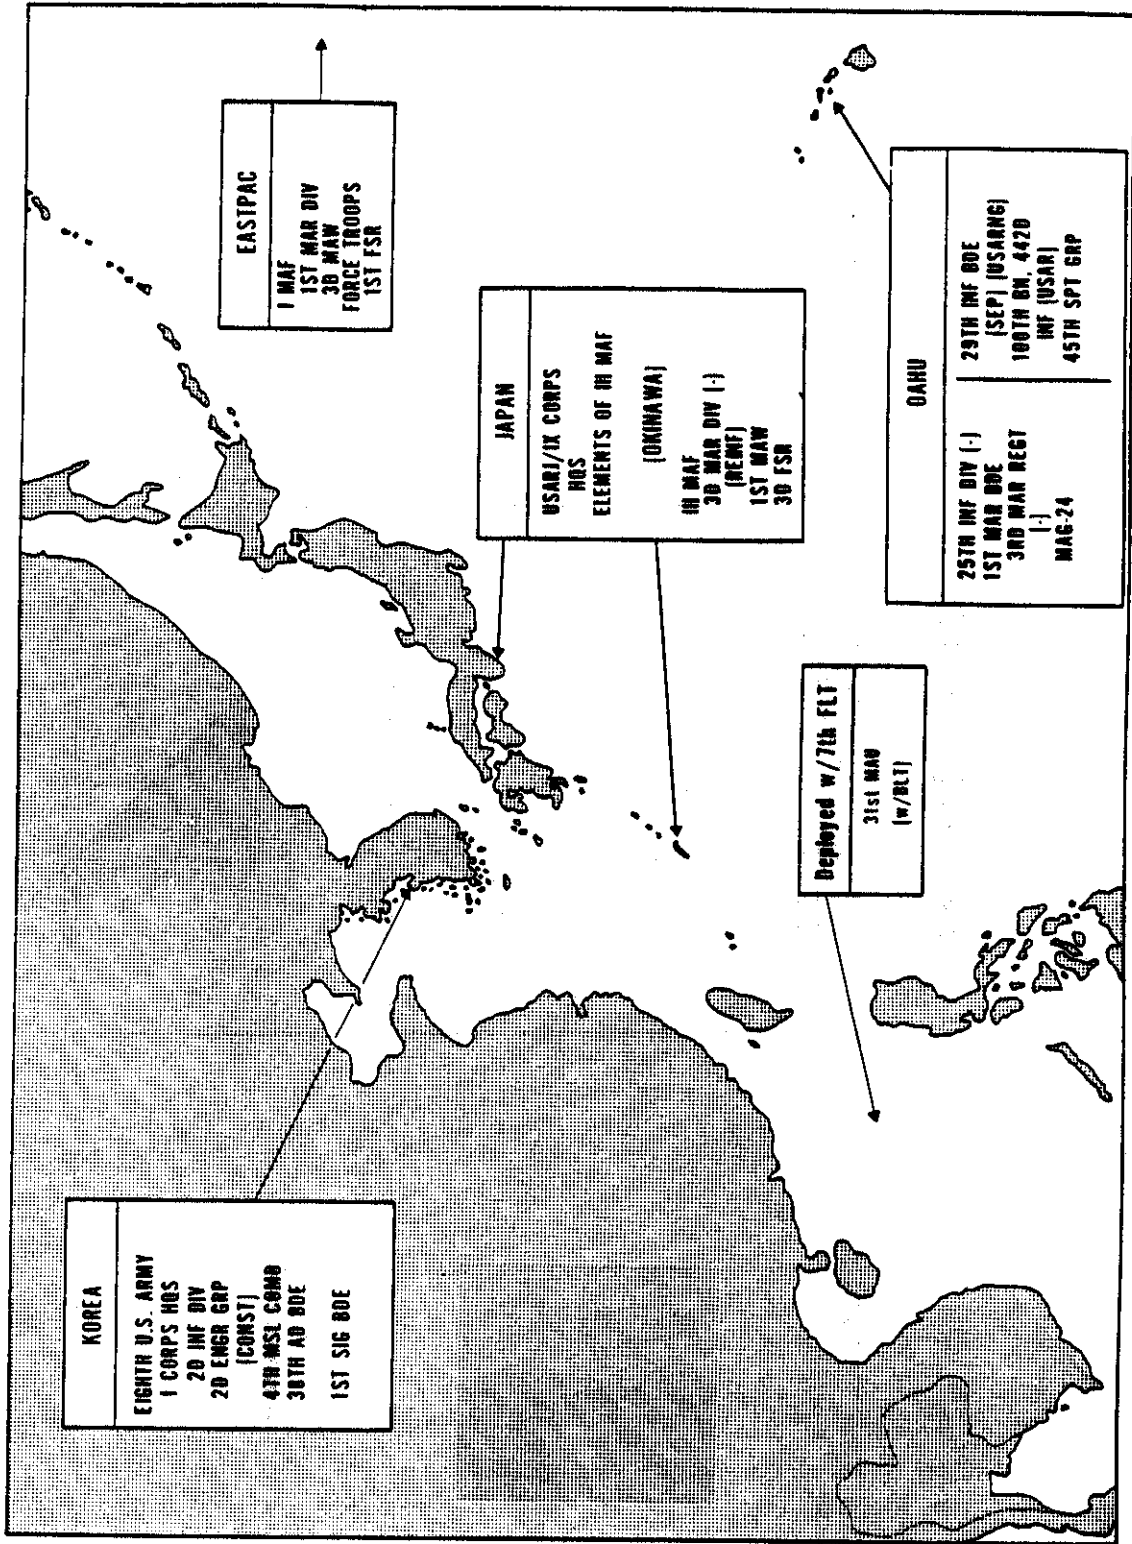 KOREA
EIGHTH U.S. ARMY
I CORPS HQS
2D INF DIV
2D ENGR GRP
(CONST)
4TH MSL COMD
38TH AD BDE
1ST SIG BDE
EASTPAC
I MAF
1ST MAR DIV
3D MAW
FORCE TROOPS
1ST FSR
JAPAN
USARJ/IX CORPS
HQS
ELEMENTS OF III MAF
(OKINAWA)
III MAF
3D MAR DIV (-)
(REINF)
1ST MAW
3D FSR
Deployed w/7th FLT
31st MAU
(w/BLT)
OAHU
25TH INF DIV (-)
1ST MAR BDE
3RD MAR REGT
(-)
MAG-24
29TH INF BDE
(SEP) (USARNG)
100TH BN, 442D
INF (USAR)
45TH SPT GRP